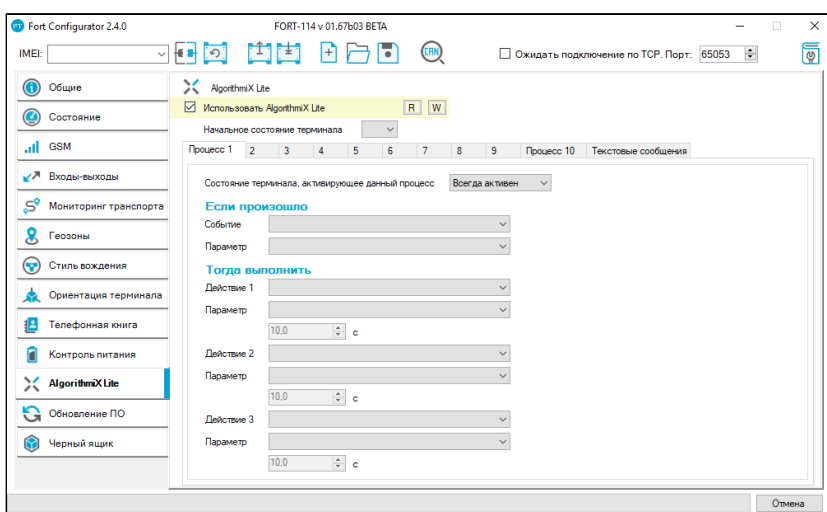 Fort Configurator 2.4.0 FORT-114 v 01.67b03 BETA
IMEI: CAN Ожидать подключение по TCP. Порт: 65053
Общие
Состояние
GSM
Входы-выходы
Мониторинг транспорта
Геозоны
Стиль вождения
Ориентация терминала
Телефонная книга
Контроль питания
AlgorithmiX Lite
Обновление ПО
Черный ящик
AlgorithmiX Lite
Использовать AlgorithmiX Lite R W
Начальное состояние терминала
Процесс 1 2 3 4 5 6 7 8 9 Процесс 10 Текстовые сообщения
Состояние терминала, активирующее данный процесс Всегда активен
Если произошло
Событие
Параметр
Тогда выполнить
Действие 1
Параметр
10,0 с
Действие 2
Параметр
10,0 с
Действие 3
Параметр
10,0 с
Отмена